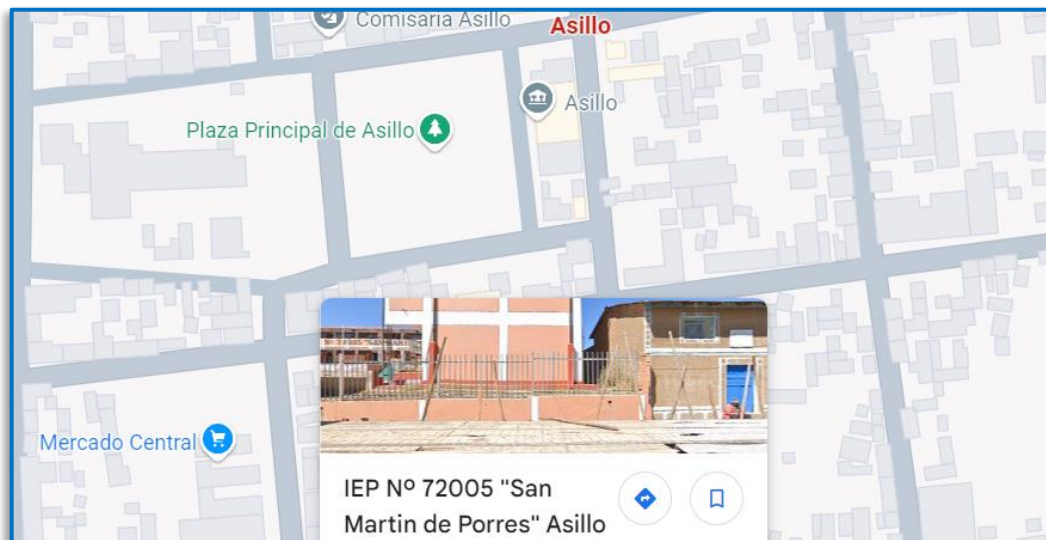 Comisaria Asillo
Asillo
Asillo
Plaza Principal de Asillo
Mercado Central
IEP Nº 72005 "San
Martin de Porres" Asillo